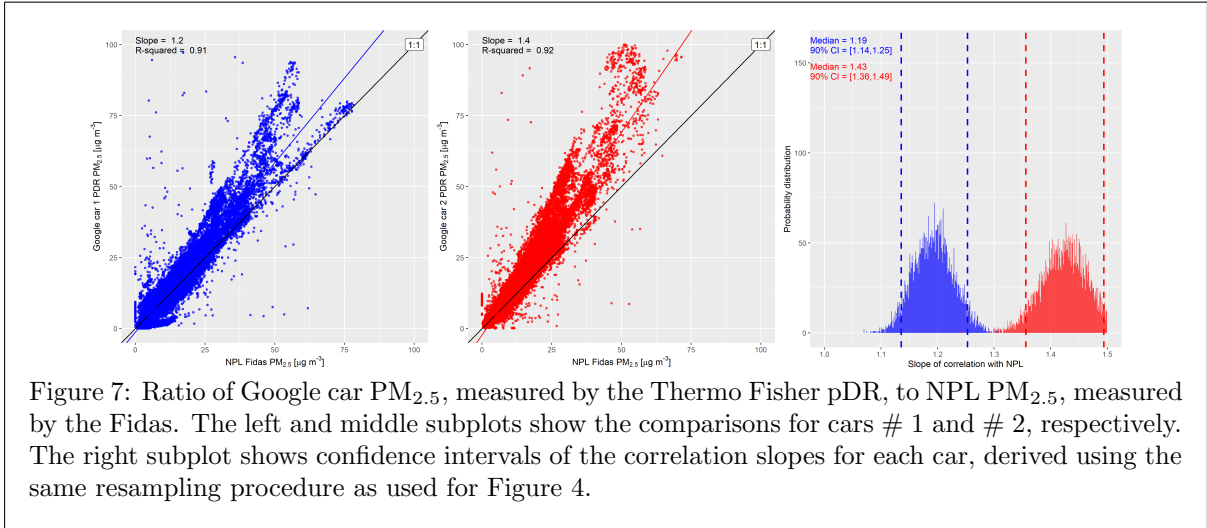 Slope = 1.2
R-squared = 0.91
1:1
100
75
50
25
0
Google car 1 PDR PM2.5 [µg m-3]
0 25 50 75 100
NPL Fidas PM2.5 [µg m-3]
Slope = 1.4
R-squared = 0.92
1:1
100
75
50
25
0
Google car 2 PDR PM2.5 [µg m-3]
0 25 50 75 100
NPL Fidas PM2.5 [µg m-3]
Median = 1.19
90% CI = [1.14,1.25]
Median = 1.43
90% CI = [1.36,1.49]
150
100
50
0
Probability distribution
1.0 1.1 1.2 1.3 1.4 1.5
Slope of correlation with NPL
Figure 7: Ratio of Google car PM2.5, measured by the Thermo Fisher pDR, to NPL PM2.5, measured
by the Fidas. The left and middle subplots show the comparisons for cars # 1 and # 2, respectively.
The right subplot shows confidence intervals of the correlation slopes for each car, derived using the
same resampling procedure as used for Figure 4.